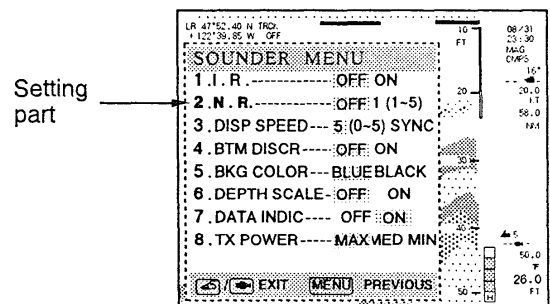 LR 47°52.40 N TRCK
122°39.85 W OFF
SOUNDER MENU
1.I.R.------------OFF ON
2.N.R.------------OFF 1 (1~5)
3.DISP SPEED--- 5 (0~5) SYNC
4.BTM DISCR----OFF ON
5.BKG COLOR----BLUE BLACK
6.DEPTH SCALE-OFF ON
7.DATA INDIC---- OFF ON
8.TX POWER-----MAX MED MIN
/ EXIT MENU PREVIOUS
Setting
part
10
FT
20
30
40
50
08/31
23:30
MAG
CMPS
16°
20.0
FT
58.0
NM
5
50.0
°F
26.0
FT
H